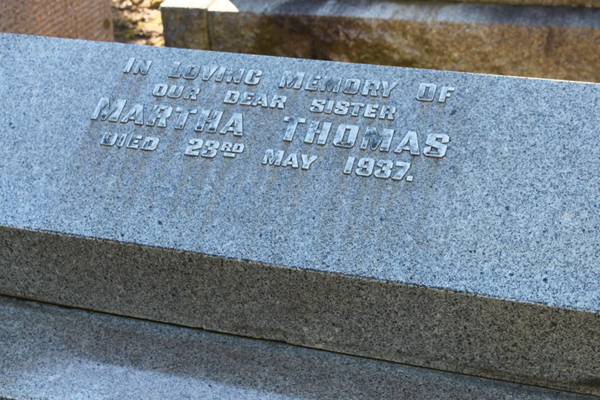 IN LOVING MEMORY OF
OUR DEAR SISTER
MARTHA THOMAS
DIED 23RD MAY 1937.